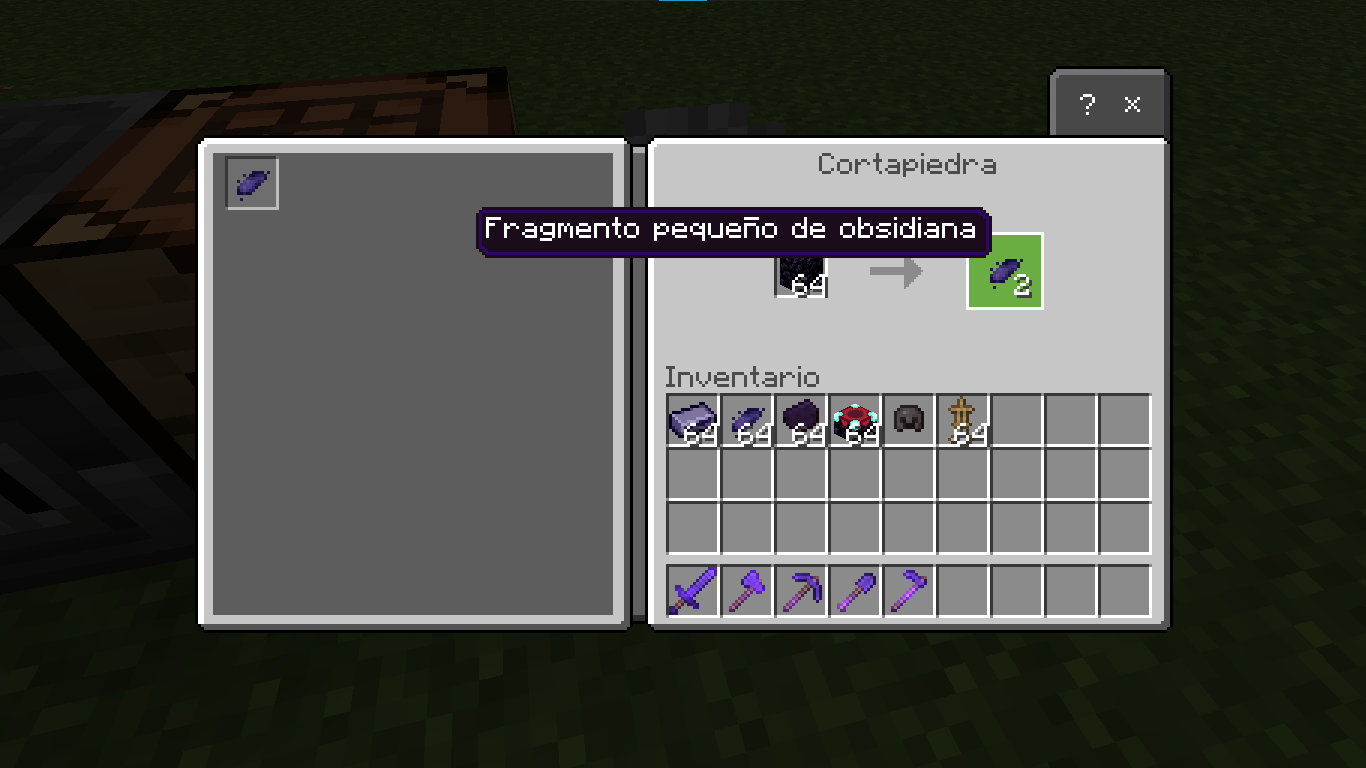 ? ×
Cortapiedra
Fragmento pequeño de obsidiana
64 2
Inventario
64 64 64 64 64